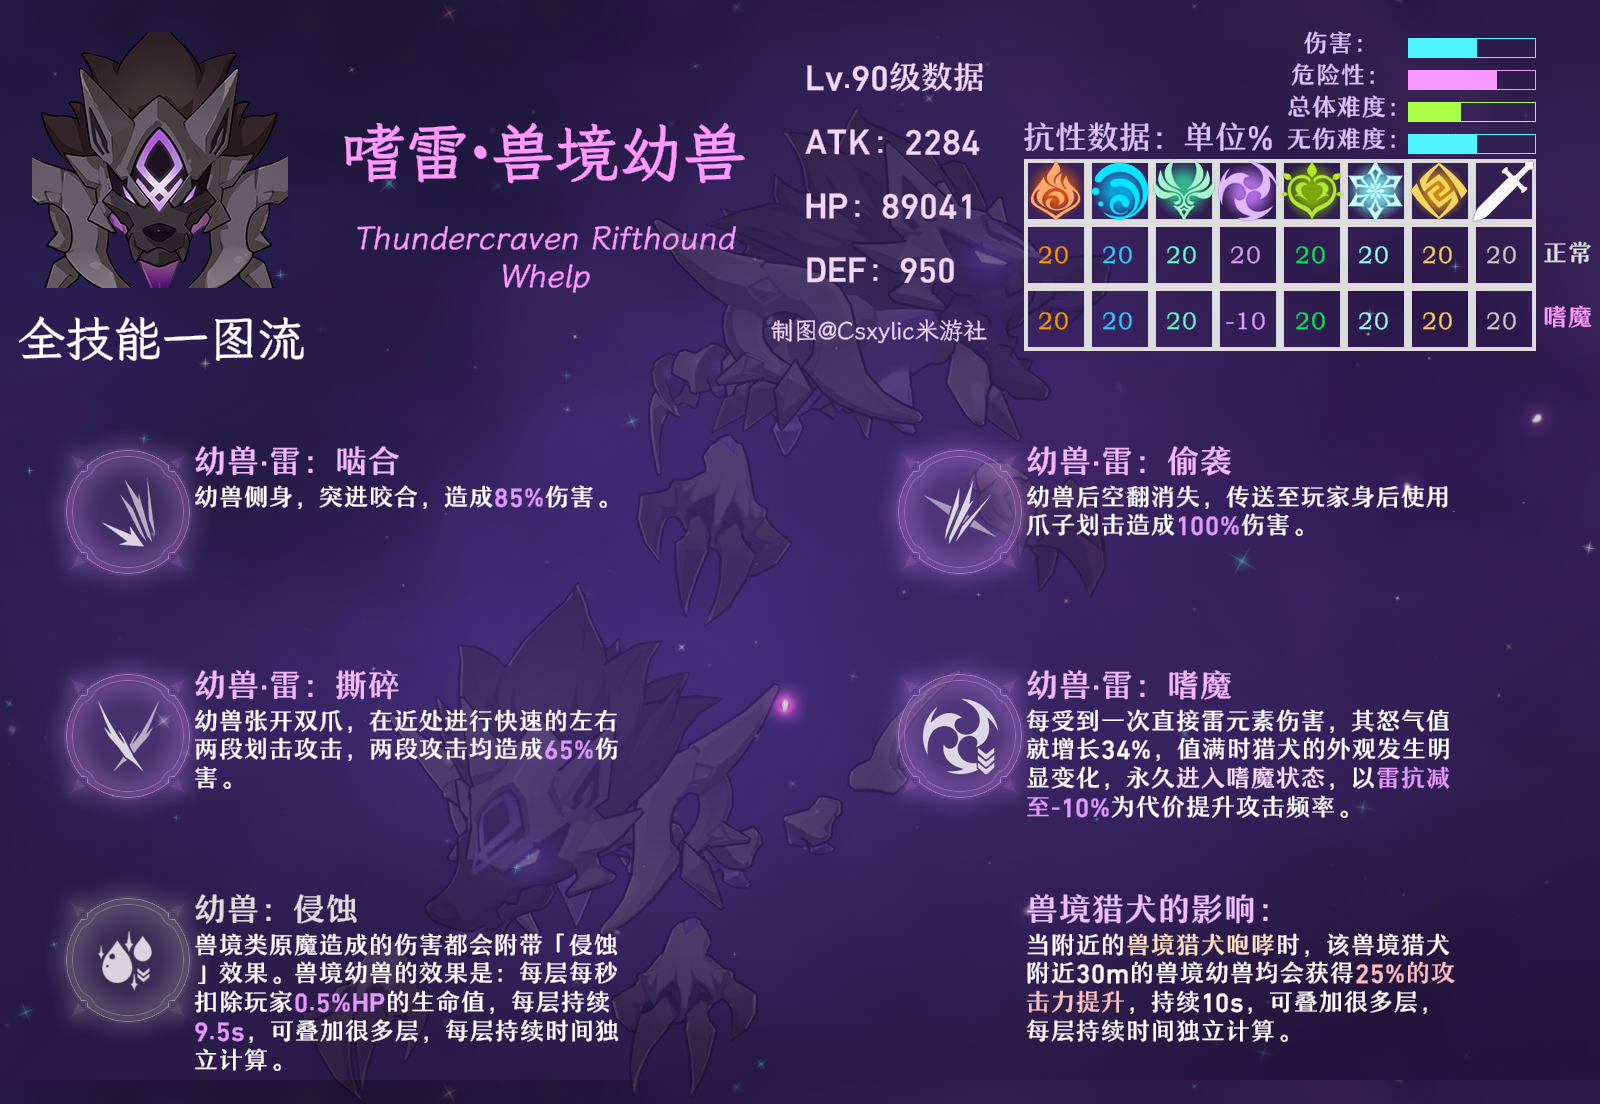 嗜雷·兽境幼兽
Thundercraven Rifthound
Whelp
全技能一图流
Lv.90级数据
ATK：2284
HP：89041
DEF：950
制图@Csxylic米游社
伤害：
危险性：
总体难度：
无伤难度：
抗性数据：单位%
20 20 20 20 20 20 20 20 正常
20 20 20 -10 20 20 20 20 嗜魔
幼兽·雷：啮合
幼兽侧身，突进咬合，造成85%伤害。
幼兽·雷：偷袭
幼兽后空翻消失，传送至玩家身后使用
爪子划击造成100%伤害。
幼兽·雷：撕碎
幼兽张开双爪，在近处进行快速的左右
两段划击攻击，两段攻击均造成65%伤
害。
幼兽·雷：嗜魔
每受到一次直接雷元素伤害，其怒气值
就增长34%，值满时猎犬的外观发生明
显变化，永久进入嗜魔状态，以雷抗减
至-10%为代价提升攻击频率。
幼兽：侵蚀
兽境类原魔造成的伤害都会附带「侵蚀
」效果。兽境幼兽的效果是：每层每秒
扣除玩家0.5%HP的生命值，每层持续
9.5s，可叠加很多层，每层持续时间独
立计算。
兽境猎犬的影响：
当附近的兽境猎犬咆哮时，该兽境猎犬
附近30m的兽境幼兽均会获得25%的攻
击力提升，持续10s，可叠加很多层，
每层持续时间独立计算。